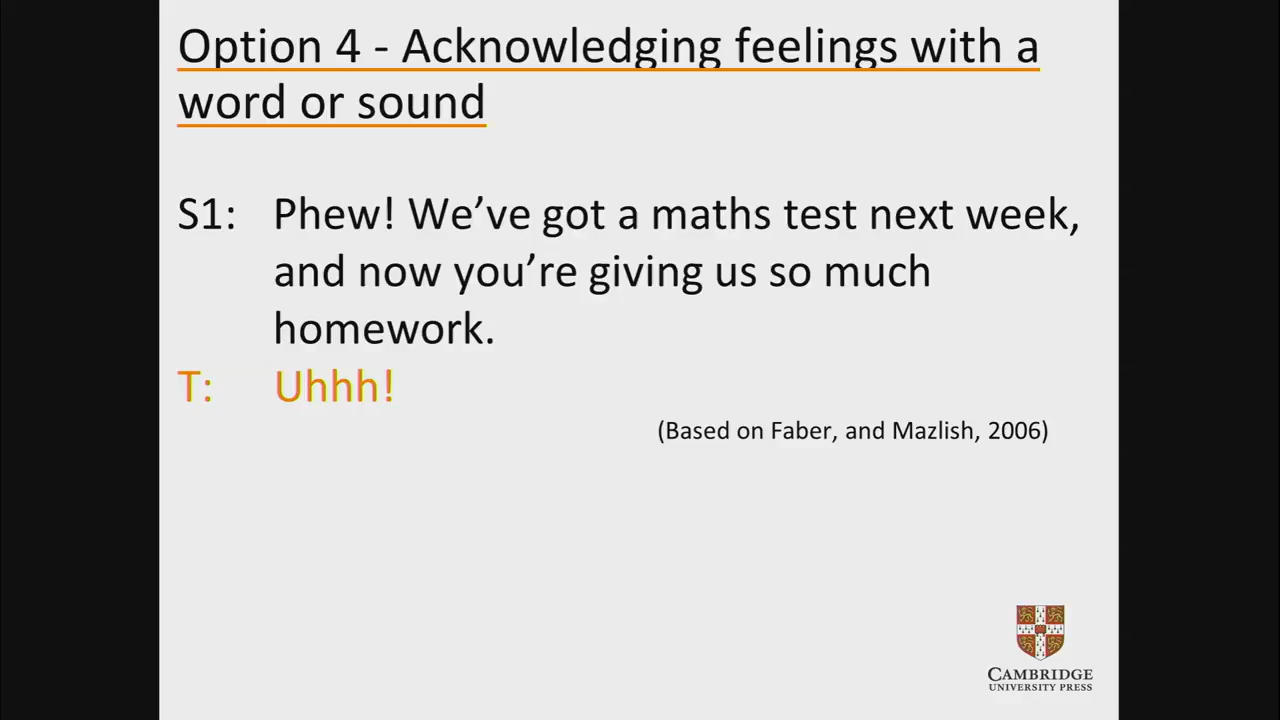 Option 4 - Acknowledging feelings with a
word or sound
S1: Phew! We’ve got a maths test next week,
and now you’re giving us so much
homework.
T: Uhhh!
(Based on Faber, and Mazlish, 2006)
CAMBRIDGE
UNIVERSITY PRESS